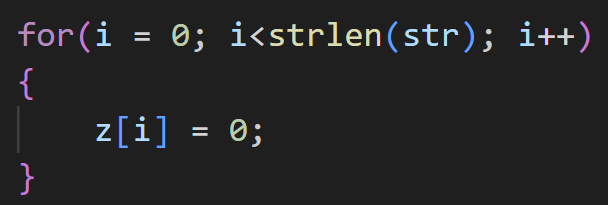 for(i = 0; i<strlen(str); i++)
{
    z[i] = 0;
}